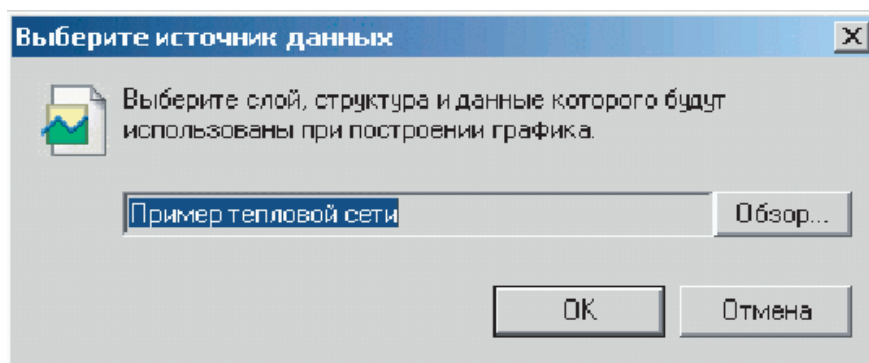 Выберите источник данных
Выберите слой, структура и данные которого будут
использованы при построении графика.
Пример тепловой сети
Обзор...
OK
Отмена